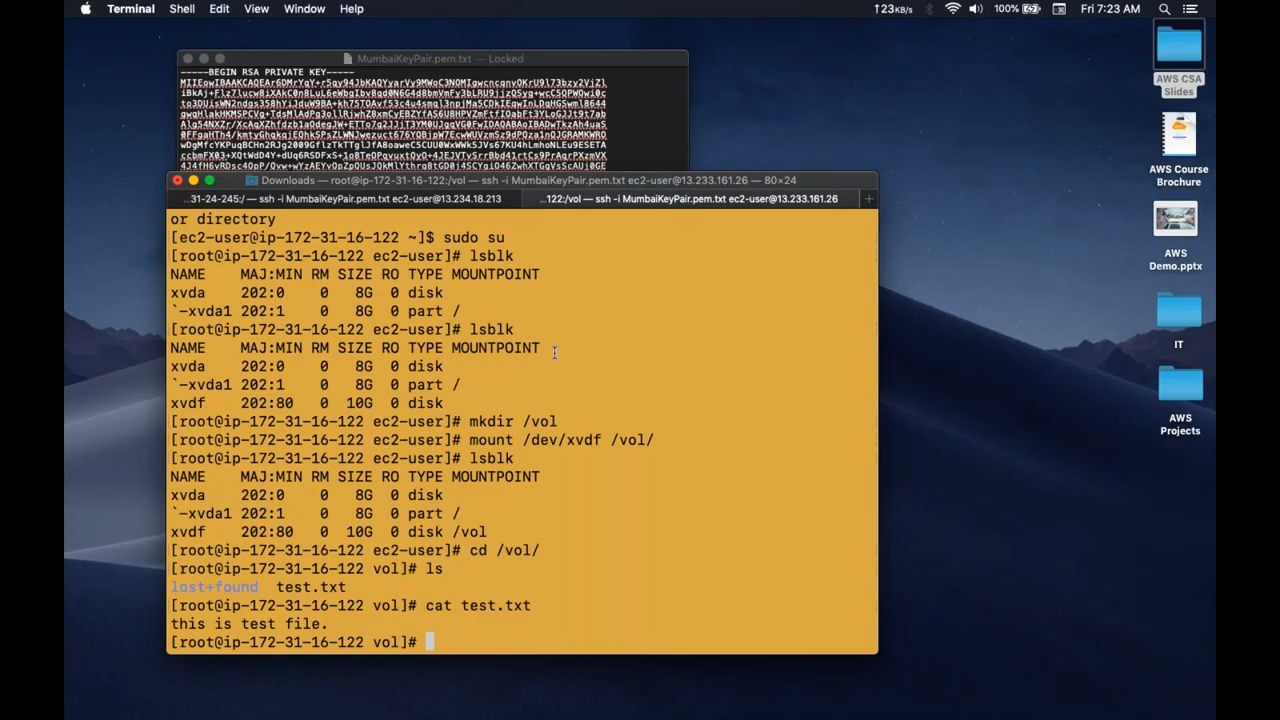 Terminal Shell Edit View Window Help
↑23KB/s 100% Fri 7:23 AM
MumbaiKeyPair.pem.txt — Locked
-----BEGIN RSA PRIVATE KEY-----
Downloads — root@ip-172-31-16-122:/vol — ssh -i MumbaiKeyPair.pem.txt ec2-user@13.233.161.26 — 80×24
...31-24-245:/ — ssh -i MumbaiKeyPair.pem.txt ec2-user@13.234.18.213
...122:/vol — ssh -i MumbaiKeyPair.pem.txt ec2-user@13.233.161.26
or directory
[ec2-user@ip-172-31-16-122 ~]$ sudo su
[root@ip-172-31-16-122 ec2-user]# lsblk
NAME MAJ:MIN RM SIZE RO TYPE MOUNTPOINT
xvda 202:0 0 8G 0 disk
`-xvda1 202:1 0 8G 0 part /
[root@ip-172-31-16-122 ec2-user]# lsblk
NAME MAJ:MIN RM SIZE RO TYPE MOUNTPOINT
xvda 202:0 0 8G 0 disk
`-xvda1 202:1 0 8G 0 part /
xvdf 202:80 0 10G 0 disk
[root@ip-172-31-16-122 ec2-user]# mkdir /vol
[root@ip-172-31-16-122 ec2-user]# mount /dev/xvdf /vol/
[root@ip-172-31-16-122 ec2-user]# lsblk
NAME MAJ:MIN RM SIZE RO TYPE MOUNTPOINT
xvda 202:0 0 8G 0 disk
`-xvda1 202:1 0 8G 0 part /
xvdf 202:80 0 10G 0 disk /vol
[root@ip-172-31-16-122 ec2-user]# cd /vol/
[root@ip-172-31-16-122 vol]# ls
lost+found test.txt
[root@ip-172-31-16-122 vol]# cat test.txt
this is test file.
[root@ip-172-31-16-122 vol]#
AWS CSA
Slides
AWS Course
Brochure
AWS
Demo.pptx
IT
AWS
Projects